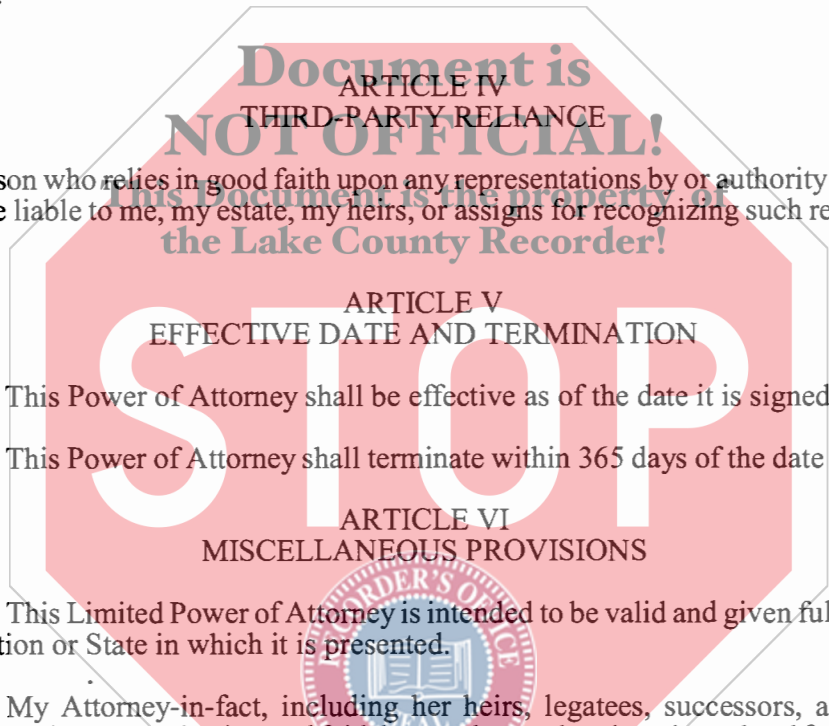 Document is
ARTICLE IV
NOT OFFICIAL!
THIRD-PARTY RELIANCE
son who relies in good faith upon any representations by or authority
This Document is the property of
e liable to me, my estate, my heirs, or assigns for recognizing such re
the Lake County Recorder!
ARTICLE V
EFFECTIVE DATE AND TERMINATION
STOP
This Power of Attorney shall be effective as of the date it is signed
This Power of Attorney shall terminate within 365 days of the date
ARTICLE VI
MISCELLANEOUS PROVISIONS
RECORDER'S OFFICE
This Limited Power of Attorney is intended to be valid and given ful
tion or State in which it is presented.
My Attorney-in-fact, including her heirs, legatees, successors, a
SEAL